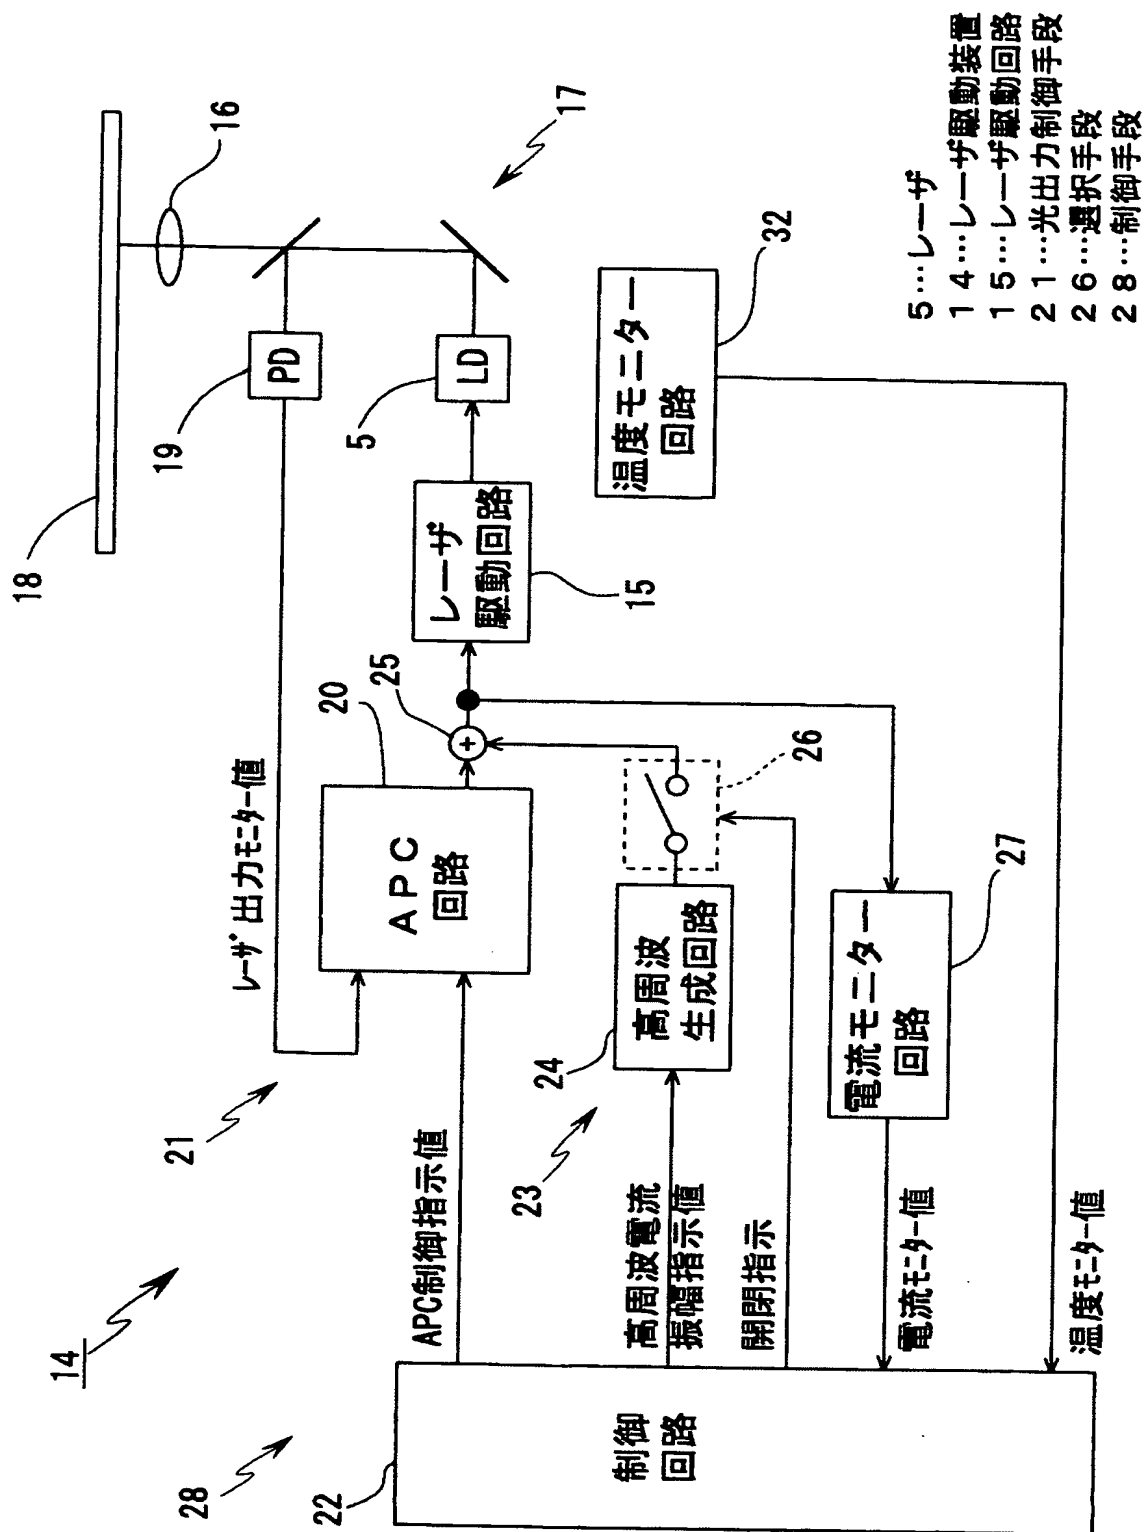 14
28
22
制御
回路
21
APC制御指示値
23
高周波電流
振幅指示値
開閉指示
電流モニター値
温度モニター値
レーザ出力モニター値
20
APC
回路
25
24
高周波
生成回路
26
27
電流モニター
回路
15
レーザ
駆動回路
18
19
PD
5
LD
16
17
32
温度モニター
回路
5…レーザ
14…レーザ駆動装置
15…レーザ駆動回路
21…光出力制御手段
26…選択手段
28…制御手段
+